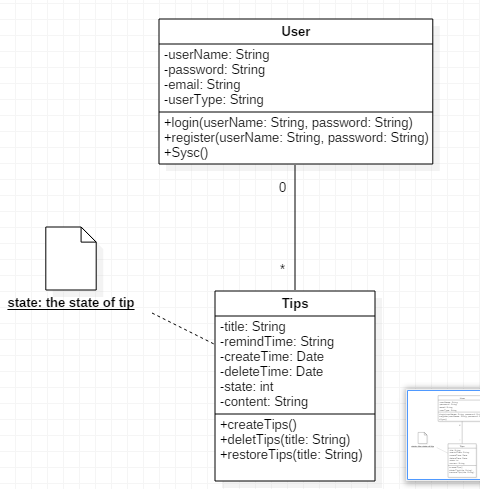 User
-userName: String
-password: String
-email: String
-userType: String
+login(userName: String, password: String)
+register(userName: String, password: String)
+Sysc()
0
*
state: the state of tip
Tips
-title: String
-remindTime: String
-createTime: Date
-deleteTime: Date
-state: int
-content: String
+createTips()
+deletTips(title: String)
+restoreTips(title: String)